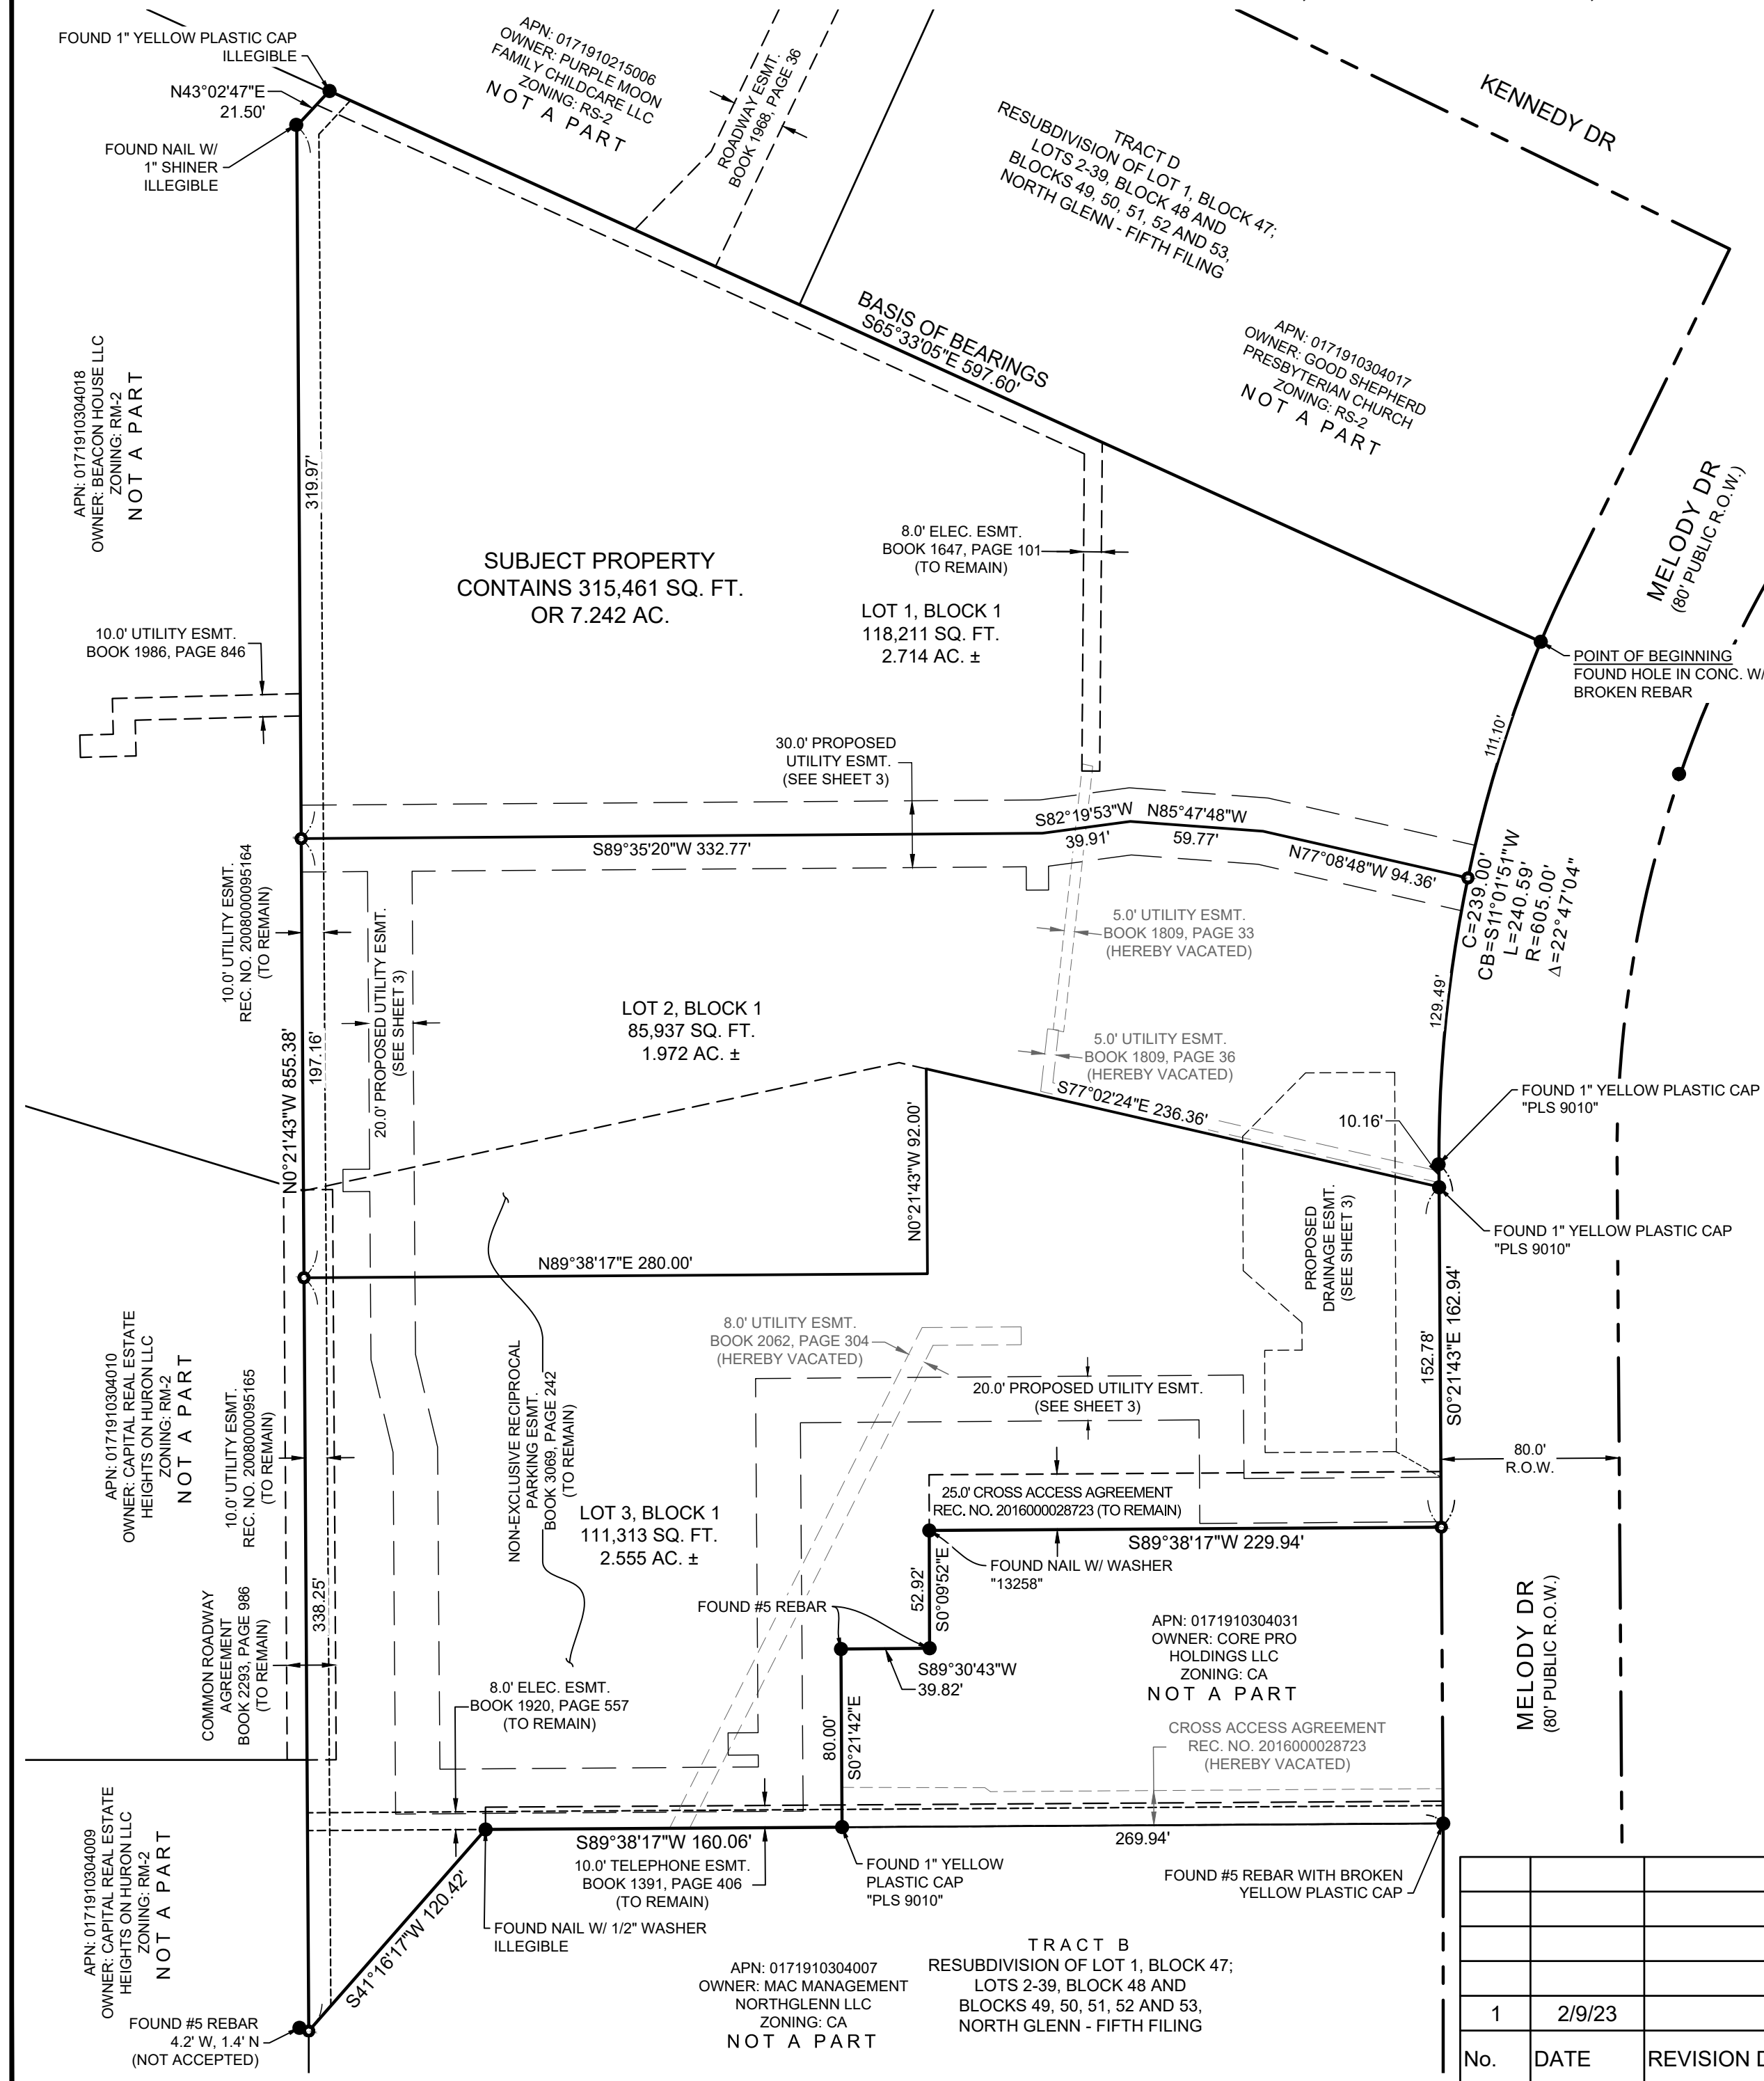 FOUND 1" YELLOW PLASTIC CAP
ILLEGIBLE
N43°02'47"E
21.50'
FOUND NAIL W/
1" SHINER
ILLEGIBLE
APN: 0171910215006
OWNER: PURPLE MOON
FAMILY CHILDCARE LLC
ZONING: RS-2
NOT A PART
ROADWAY ESMT.
BOOK 1968, PAGE 36
TRACT D
RESUBDIVISION OF LOT 1, BLOCK 47;
LOTS 2-39, BLOCK 48 AND
BLOCKS 49, 50, 51, 52 AND 53,
NORTH GLENN - FIFTH FILING
KENNEDY DR
BASIS OF BEARINGS
S65°33'05"E 597.60'
APN: 0171910304017
OWNER: GOOD SHEPHERD
PRESBYTERIAN CHURCH
ZONING: RS-2
NOT A PART
MELODY DR
(80' PUBLIC R.O.W.)
APN: 0171910304018
OWNER: BEACON HOUSE LLC
ZONING: RM-2
NOT A PART
319.97'
SUBJECT PROPERTY
CONTAINS 315,461 SQ. FT.
OR 7.242 AC.
8.0' ELEC. ESMT.
BOOK 1647, PAGE 101
(TO REMAIN)
LOT 1, BLOCK 1
118,211 SQ. FT.
2.714 AC. ±
10.0' UTILITY ESMT.
BOOK 1986, PAGE 846
POINT OF BEGINNING
FOUND HOLE IN CONC. W/
BROKEN REBAR
111.10'
30.0' PROPOSED
UTILITY ESMT.
(SEE SHEET 3)
S89°35'20"W 332.77'
S82°19'53"W
39.91'
N85°47'48"W
59.77'
N77°08'48"W 94.36'
C=239.00'
CB=S11°01'51"W
L=240.59'
R=605.00'
Δ=22°47'04"
10.0' UTILITY ESMT.
REC. NO. 2008000095164
(TO REMAIN)
20.0' PROPOSED UTILITY ESMT.
(SEE SHEET 3)
5.0' UTILITY ESMT.
BOOK 1809, PAGE 33
(HEREBY VACATED)
129.49'
LOT 2, BLOCK 1
85,937 SQ. FT.
1.972 AC. ±
5.0' UTILITY ESMT.
BOOK 1809, PAGE 36
(HEREBY VACATED)
N0°21'43"W 855.38'
197.16'
S77°02'24"E 236.36'
10.16'
FOUND 1" YELLOW PLASTIC CAP
"PLS 9010"
N0°21'43"W 92.00'
PROPOSED
DRAINAGE ESMT.
(SEE SHEET 3)
FOUND 1" YELLOW PLASTIC CAP
"PLS 9010"
N89°38'17"E 280.00'
152.78'
S0°21'43"E 162.94'
APN: 0171910304010
OWNER: CAPITAL REAL ESTATE
HEIGHTS ON HURON LLC
ZONING: RM-2
NOT A PART
10.0' UTILITY ESMT.
REC. NO. 2008000095165
(TO REMAIN)
NON-EXCLUSIVE RECIPROCAL
PARKING ESMT.
BOOK 3069, PAGE 242
(TO REMAIN)
8.0' UTILITY ESMT.
BOOK 2062, PAGE 304
(HEREBY VACATED)
20.0' PROPOSED UTILITY ESMT.
(SEE SHEET 3)
80.0'
R.O.W.
25.0' CROSS ACCESS AGREEMENT
REC. NO. 2016000028723 (TO REMAIN)
S89°38'17"W 229.94'
LOT 3, BLOCK 1
111,313 SQ. FT.
2.555 AC. ±
FOUND NAIL W/ WASHER
"13258"
52.92'
S0°09'52"E
FOUND #5 REBAR
S89°30'43"W
39.82'
APN: 0171910304031
OWNER: CORE PRO
HOLDINGS LLC
ZONING: CA
NOT A PART
MELODY DR
(80' PUBLIC R.O.W.)
COMMON ROADWAY
AGREEMENT
BOOK 2293, PAGE 986
(TO REMAIN)
338.25'
8.0' ELEC. ESMT.
BOOK 1920, PAGE 557
(TO REMAIN)
80.00'
S0°21'42"E
CROSS ACCESS AGREEMENT
REC. NO. 2016000028723
(HEREBY VACATED)
S89°38'17"W 160.06'
269.94'
10.0' TELEPHONE ESMT.
BOOK 1391, PAGE 406
(TO REMAIN)
FOUND 1" YELLOW
PLASTIC CAP
"PLS 9010"
FOUND #5 REBAR WITH BROKEN
YELLOW PLASTIC CAP
APN: 0171910304009
OWNER: CAPITAL REAL ESTATE
HEIGHTS ON HURON LLC
ZONING: RM-2
NOT A PART
S41°16'17"W 120.42'
FOUND NAIL W/ 1/2" WASHER
ILLEGIBLE
APN: 0171910304007
OWNER: MAC MANAGEMENT
NORTHGLENN LLC
ZONING: CA
NOT A PART
TRACT B
RESUBDIVISION OF LOT 1, BLOCK 47;
LOTS 2-39, BLOCK 48 AND
BLOCKS 49, 50, 51, 52 AND 53,
NORTH GLENN - FIFTH FILING
FOUND #5 REBAR
4.2' W, 1.4' N
(NOT ACCEPTED)
1 2/9/23
No. DATE REVISION D